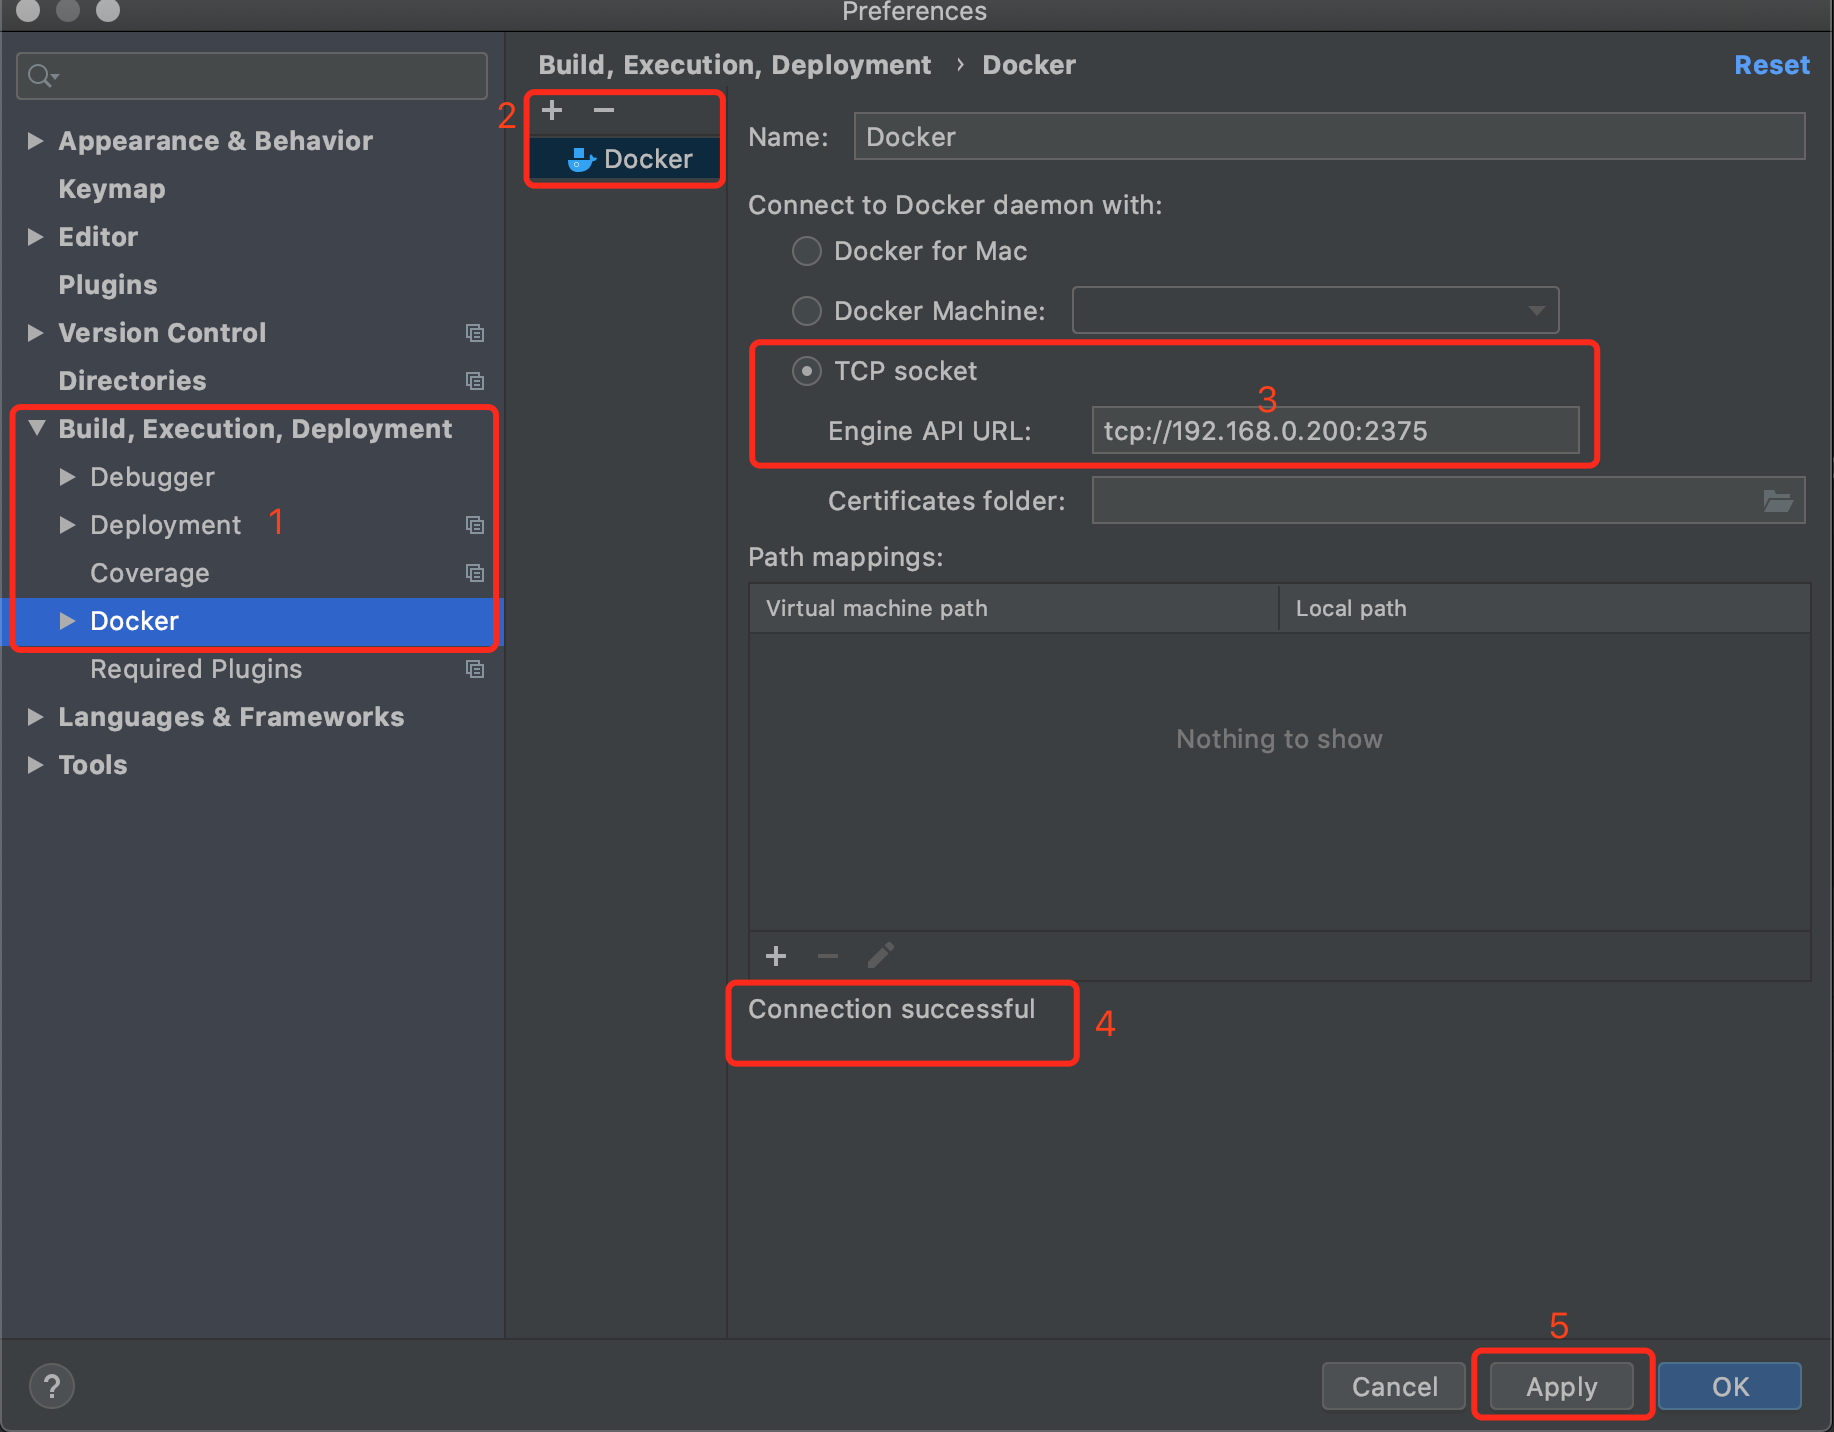 Preferences
Build, Execution, Deployment › Docker
Reset
Appearance & Behavior
Keymap
Editor
Plugins
Version Control
Directories
Build, Execution, Deployment
Debugger
Deployment 1
Coverage
Docker
Required Plugins
Languages & Frameworks
Tools
2
Docker
Name: Docker
Connect to Docker daemon with:
Docker for Mac
Docker Machine:
TCP socket
3
Engine API URL: tcp://192.168.0.200:2375
Certificates folder:
Path mappings:
Virtual machine path Local path
Nothing to show
Connection successful
4
5
? Cancel Apply OK